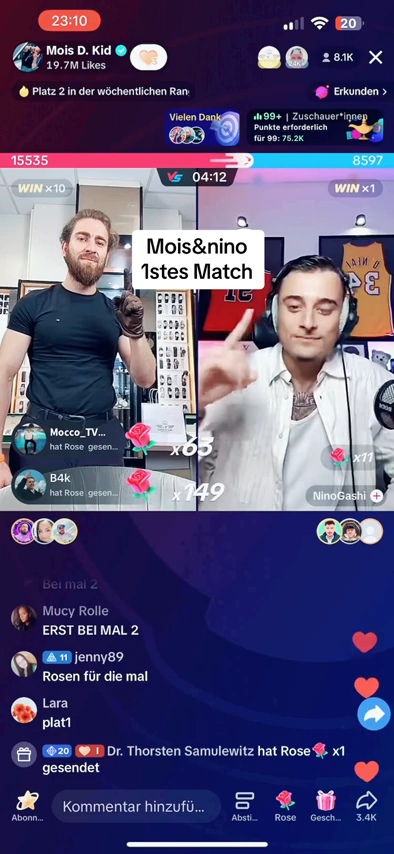 23:10
20
Mois D. Kid
19.7M Likes
8.1K
Platz 2 in der wöchentlichen Ran
Erkunden >
Vielen Dank
99+ | Zuschauer*innen
Punkte erforderlich
für 99: 75.2K
15535
8597
VS 04:12
WIN x10
WIN x1
Mois&nino
1stes Match
Mocco_TV...
hat Rose gesen...
x63
B4k
hat Rose gesen...
x149
x11
NinoGashi
Bei mal 2
Mucy Rolle
ERST BEI MAL 2
11 jenny89
Rosen für die mal
Lara
plat1
20 I Dr. Thorsten Samulewitz hat Rose x1
gesendet
Abonn...
Kommentar hinzufü...
Absti...
Rose
Gesch...
3.4K